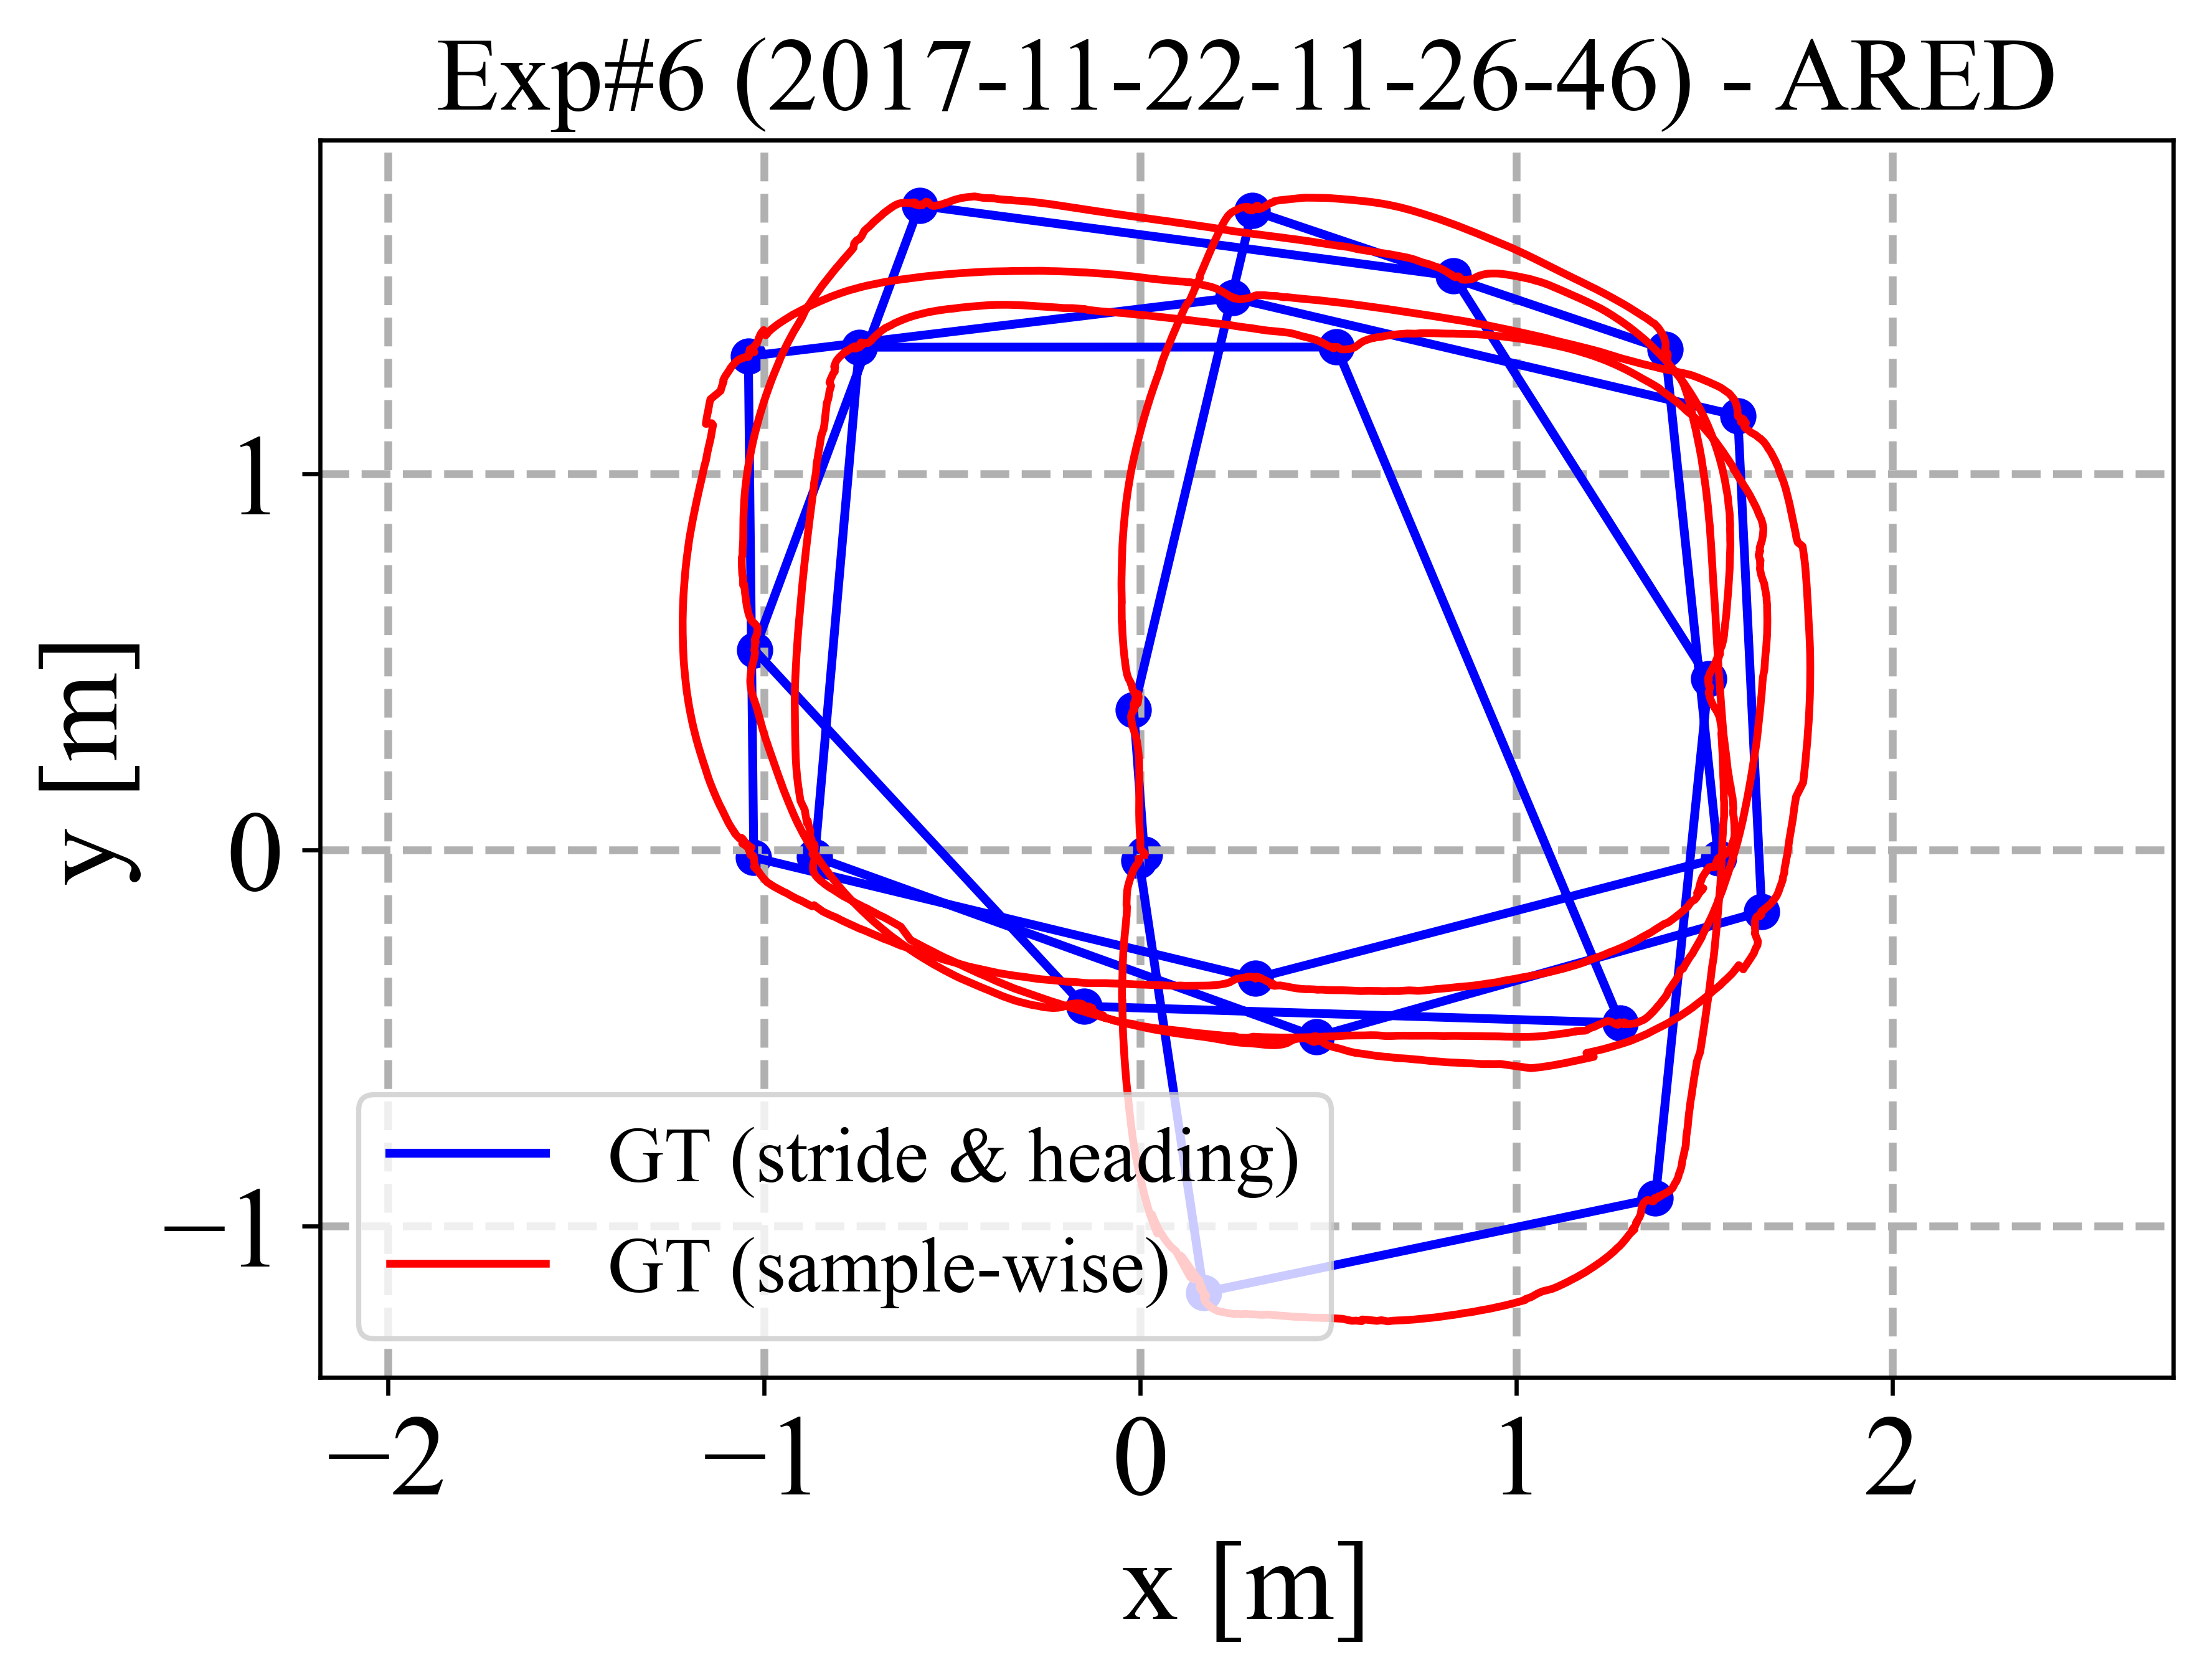 Exp#6 (2017-11-22-11-26-46) - ARED
y [m]
1
0
−1
GT (stride & heading)
GT (sample-wise)
−2
−1
0
1
2
x [m]